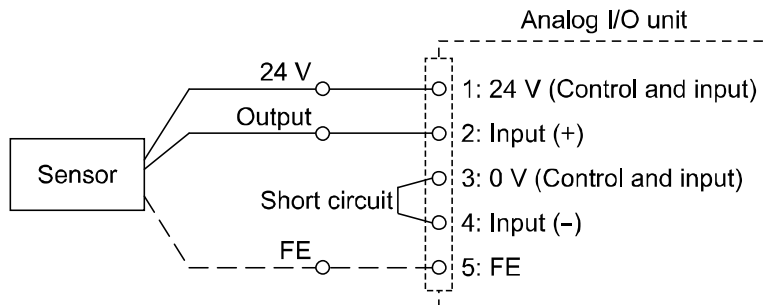 Analog I/O unit
24 V
1: 24 V (Control and input)
Output
2: Input (+)
Sensor
3: 0 V (Control and input)
Short circuit
4: Input (–)
FE
5: FE